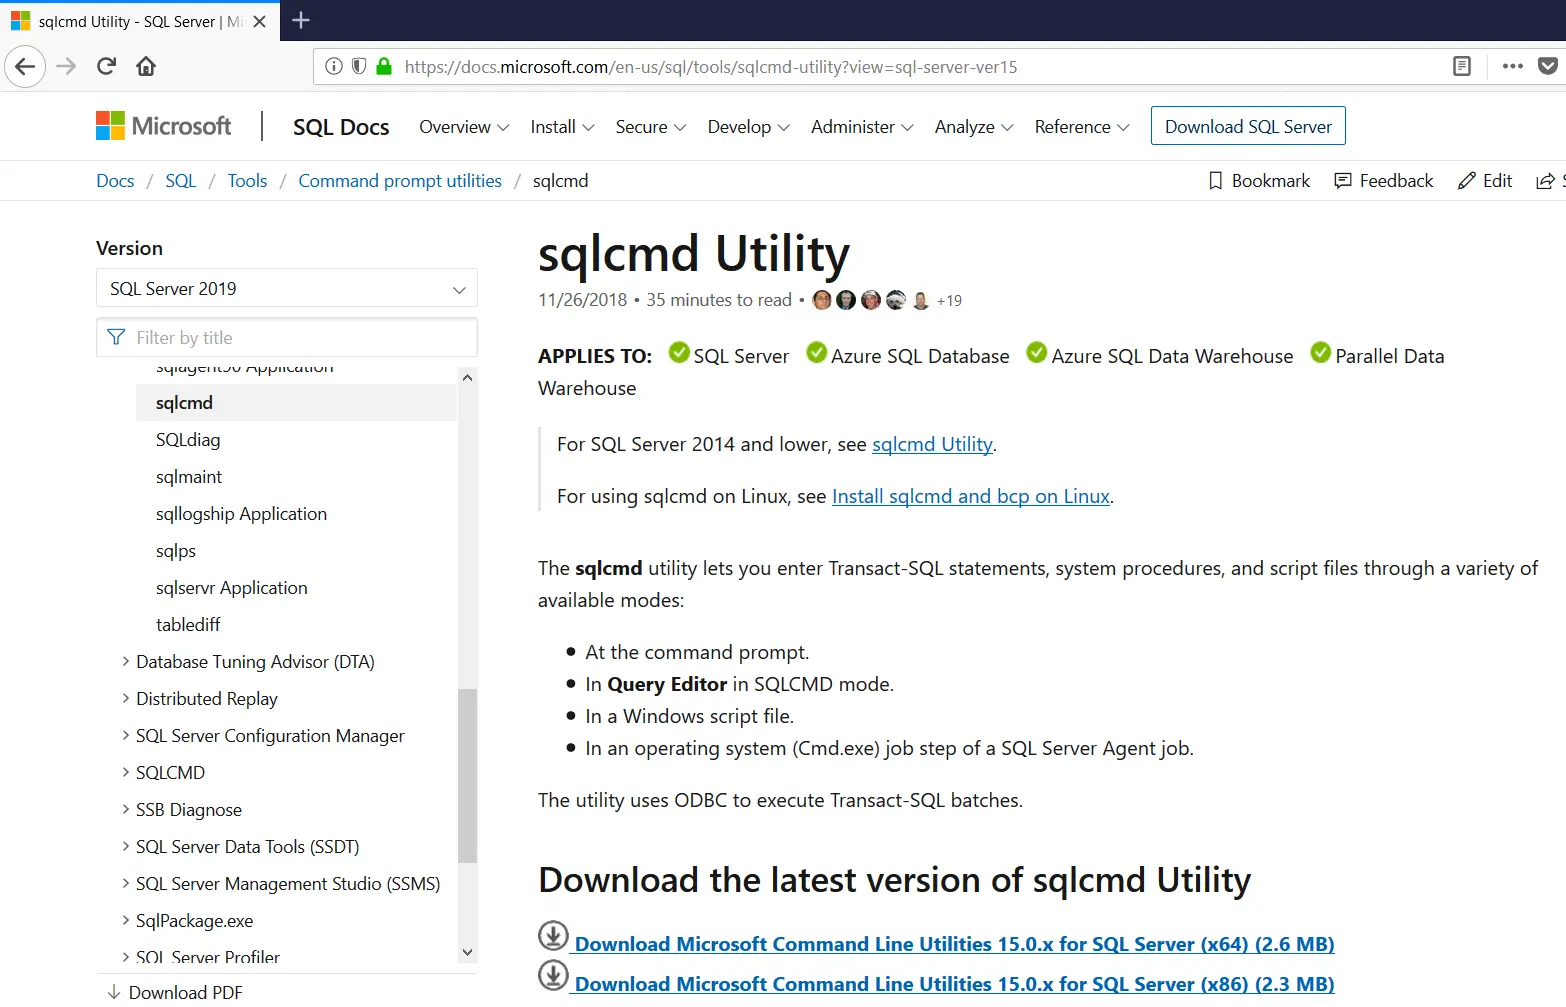 sqlcmd Utility - SQL Server | Mi
https://docs.microsoft.com/en-us/sql/tools/sqlcmd-utility?view=sql-server-ver15
Microsoft
SQL Docs
Overview
Install
Secure
Develop
Administer
Analyze
Reference
Download SQL Server
Docs / SQL / Tools / Command prompt utilities / sqlcmd
Bookmark
Feedback
Edit
Version
SQL Server 2019
Filter by title
sqlagent90 Application
sqlcmd
SQLdiag
sqlmaint
sqllogship Application
sqlps
sqlservr Application
tablediff
Database Tuning Advisor (DTA)
Distributed Replay
SQL Server Configuration Manager
SQLCMD
SSB Diagnose
SQL Server Data Tools (SSDT)
SQL Server Management Studio (SSMS)
SqlPackage.exe
SQL Server Profiler
Download PDF
sqlcmd Utility
11/26/2018 • 35 minutes to read • +19
APPLIES TO: SQL Server Azure SQL Database Azure SQL Data Warehouse Parallel Data
Warehouse
For SQL Server 2014 and lower, see sqlcmd Utility.
For using sqlcmd on Linux, see Install sqlcmd and bcp on Linux.
The sqlcmd utility lets you enter Transact-SQL statements, system procedures, and script files through a variety of
available modes:
• At the command prompt.
• In Query Editor in SQLCMD mode.
• In a Windows script file.
• In an operating system (Cmd.exe) job step of a SQL Server Agent job.
The utility uses ODBC to execute Transact-SQL batches.
Download the latest version of sqlcmd Utility
Download Microsoft Command Line Utilities 15.0.x for SQL Server (x64) (2.6 MB)
Download Microsoft Command Line Utilities 15.0.x for SQL Server (x86) (2.3 MB)